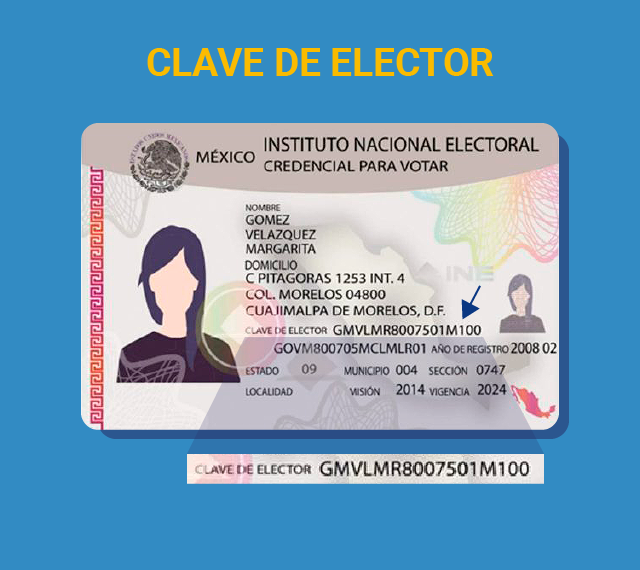 CLAVE DE ELECTOR
ESTADOS UNIDOS MEXICANOS
MÉXICO INSTITUTO NACIONAL ELECTORAL
CREDENCIAL PARA VOTAR
NOMBRE
GOMEZ
VELAZQUEZ
MARGARITA
DOMICILIO
C PITAGORAS 1253 INT. 4
COL. MORELOS 04800
CUAJIMALPA DE MORELOS, D.F.
INE
CLAVE DE ELECTOR GMVLMR8007501M100
GOVM800705MCLMLR01 AÑO DE REGISTRO 2008 02
ESTADO 09 MUNICIPIO 004 SECCIÓN 0747
LOCALIDAD VISIÓN 2014 VIGENCIA 2024
CLAVE DE ELECTOR GMVLMR8007501M100